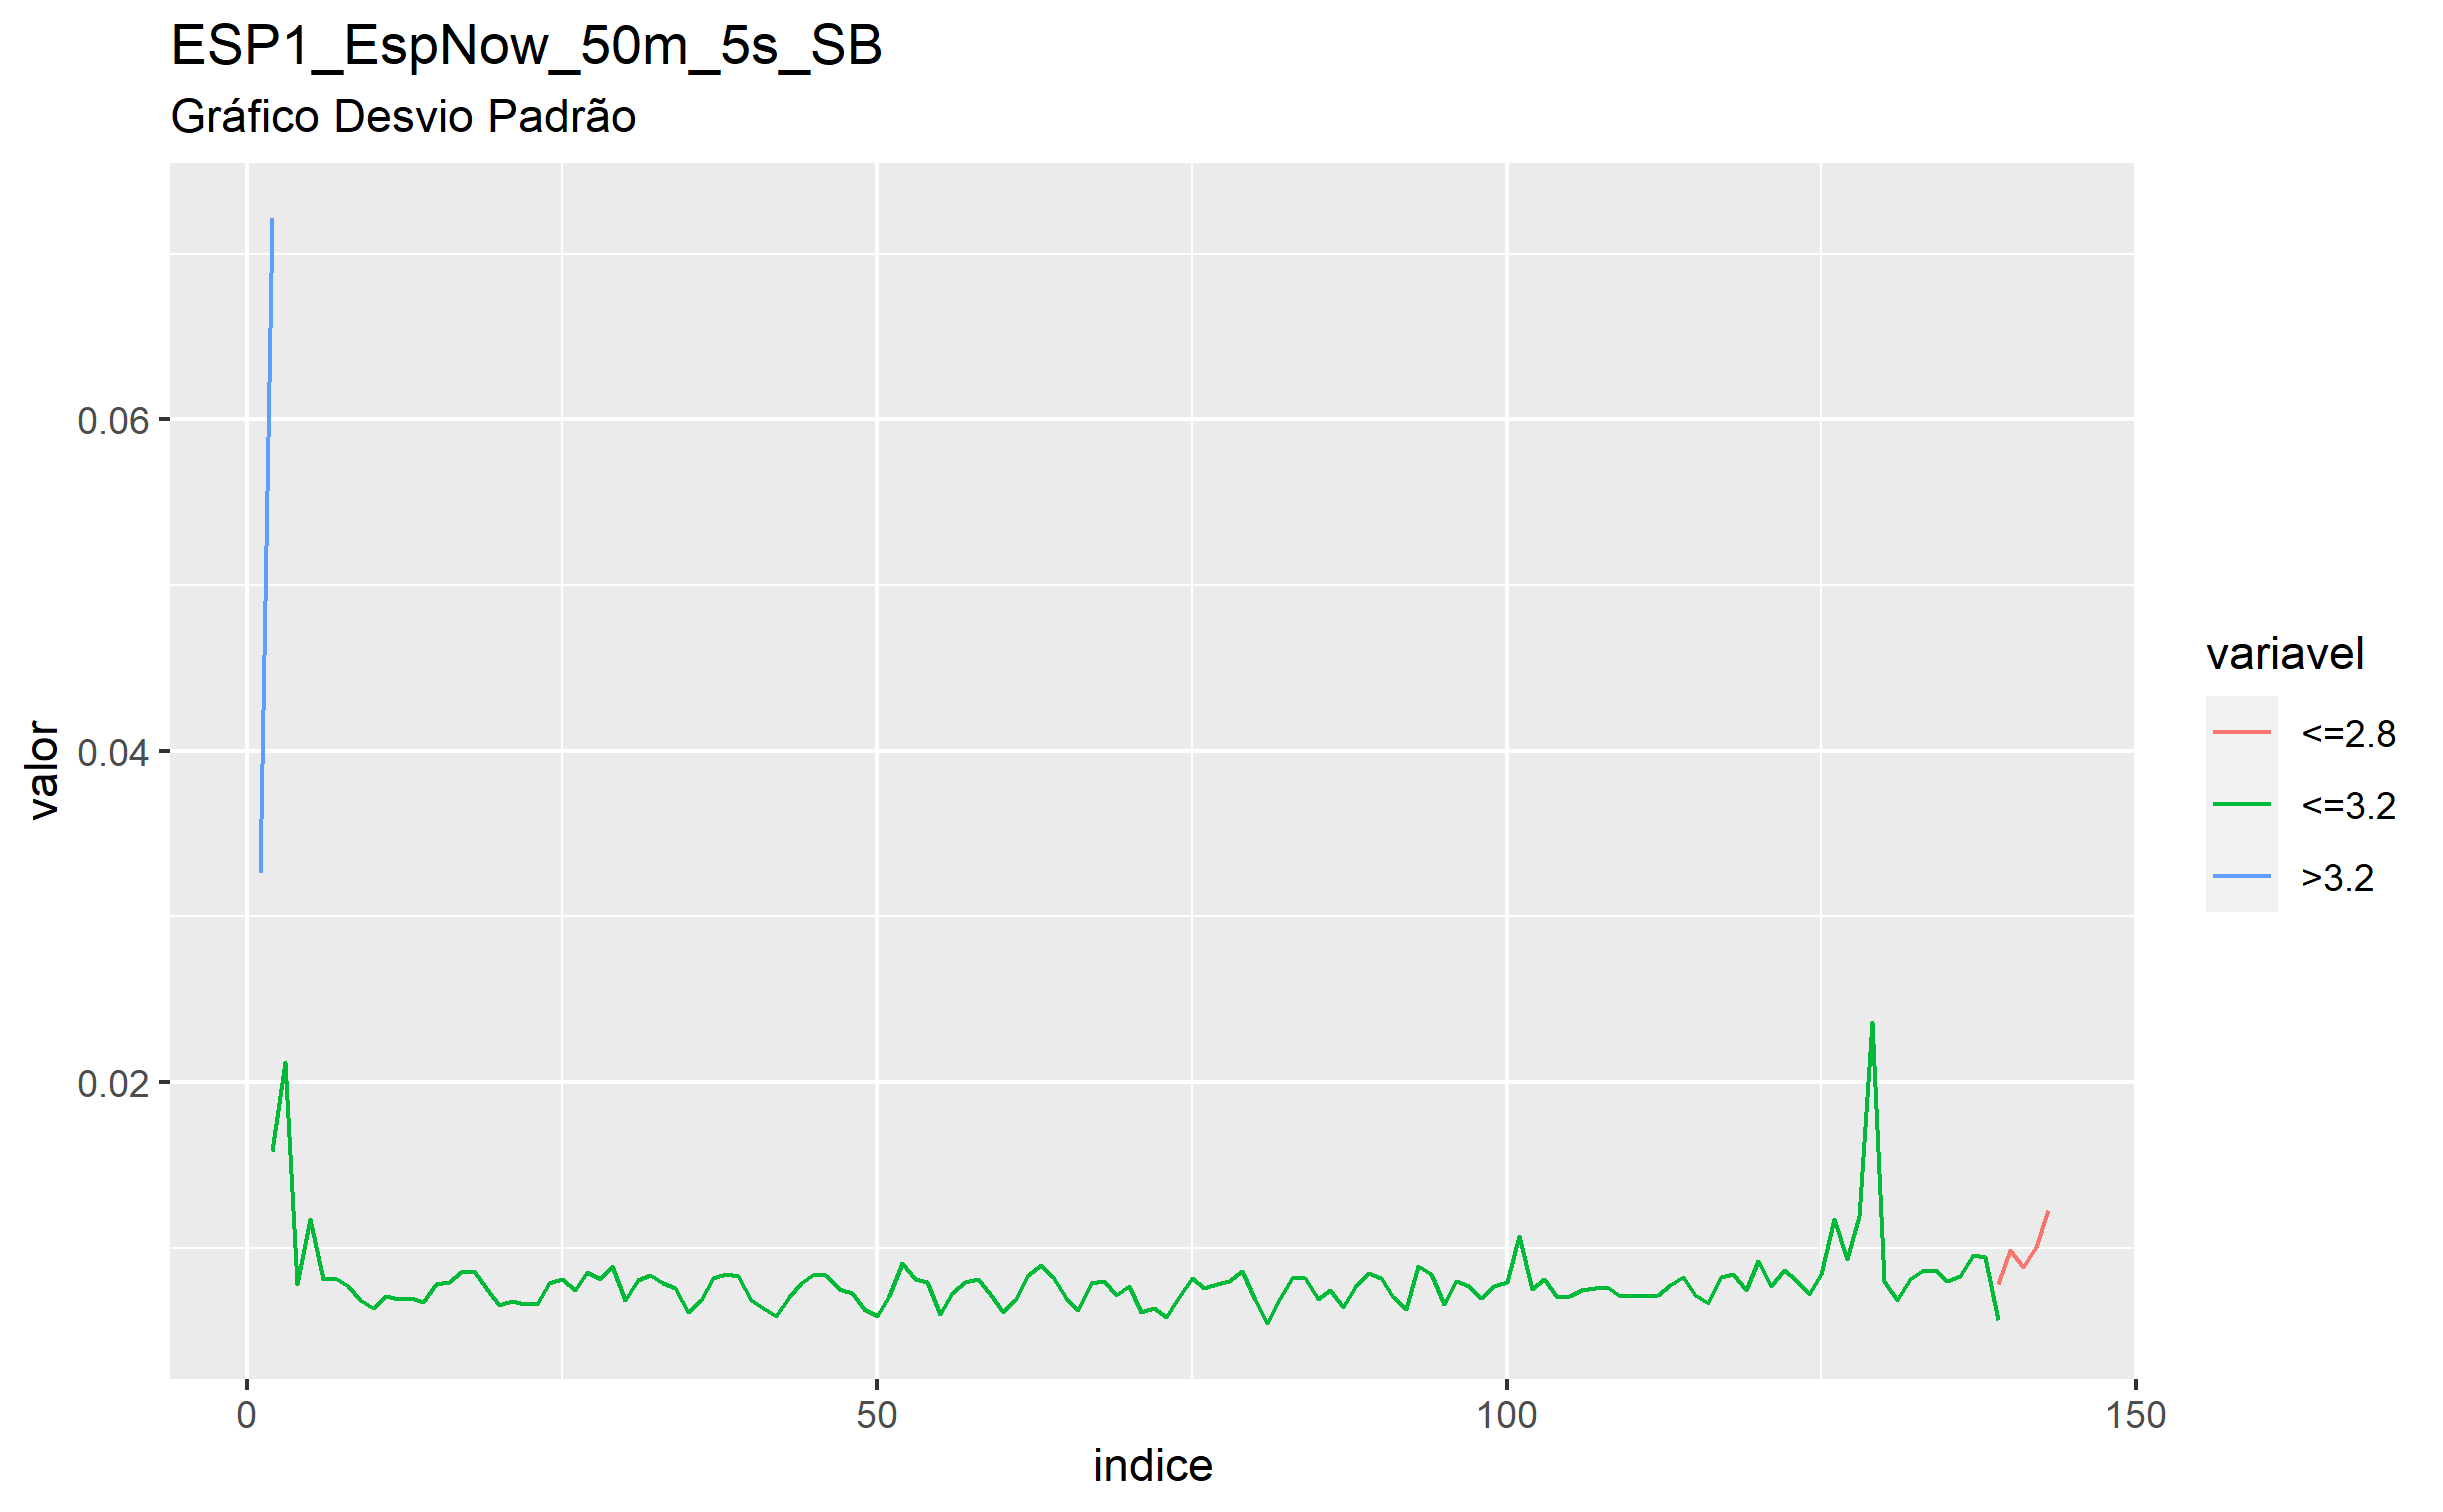 ESP1_EspNow_50m_5s_SB
Gráfico Desvio Padrão
0.06
0.04
0.02
valor
0
50
100
150
indice
variavel
<=2.8
<=3.2
>3.2